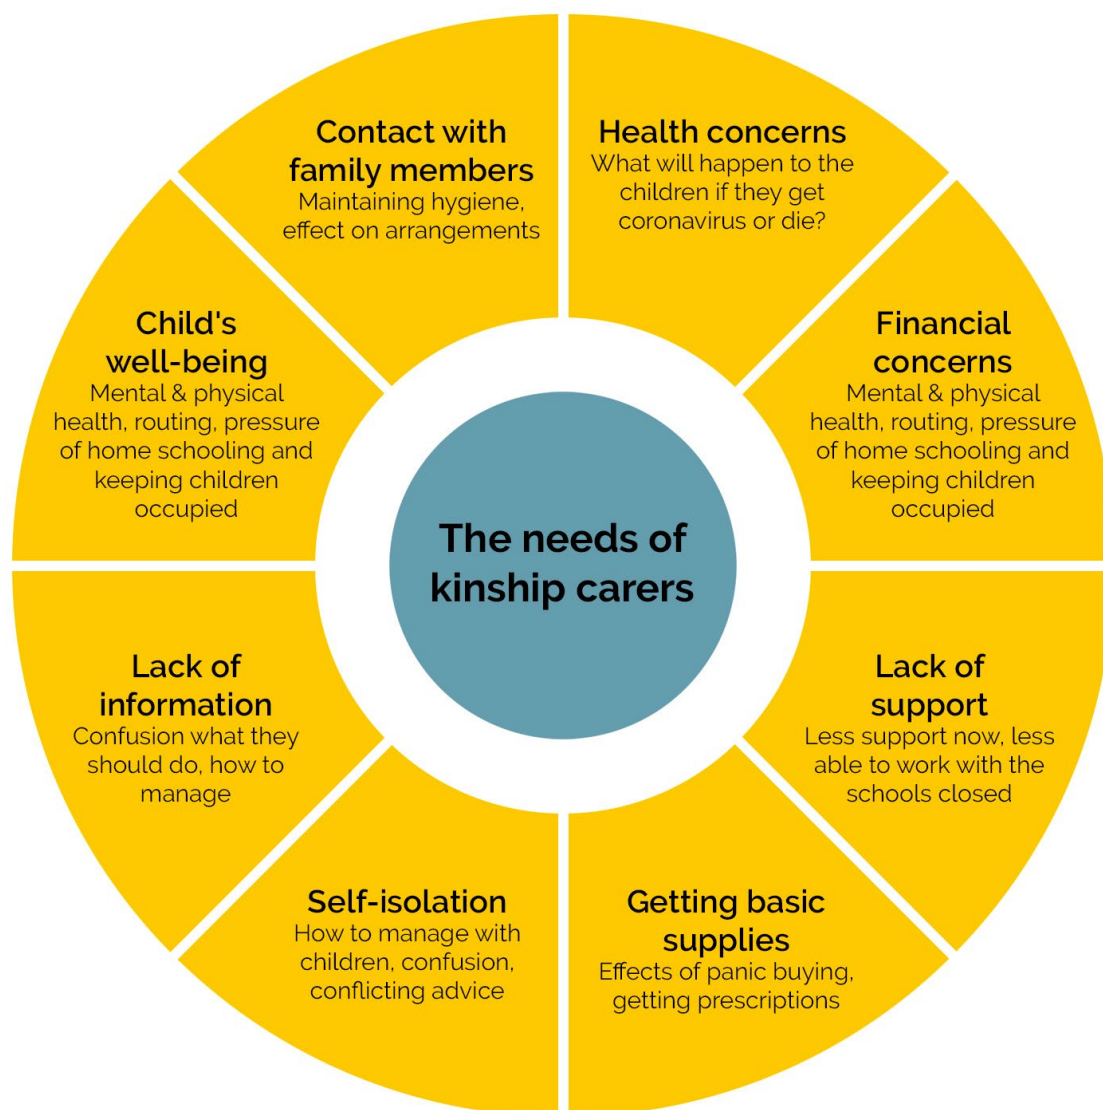 Contact with
family members
Maintaining hygiene,
effect on arrangements
Health concerns
What will happen to the
children if they get
coronavirus or die?
Child's
well-being
Mental & physical
health, routing, pressure
of home schooling and
keeping children
occupied
Financial
concerns
Mental & physical
health, routing, pressure
of home schooling and
keeping children
occupied
The needs of
kinship carers
Lack of
information
Confusion what they
should do, how to
manage
Lack of
support
Less support now, less
able to work with the
schools closed
Self-isolation
How to manage with
children, confusion,
conflicting advice
Getting basic
supplies
Effects of panic buying,
getting prescriptions